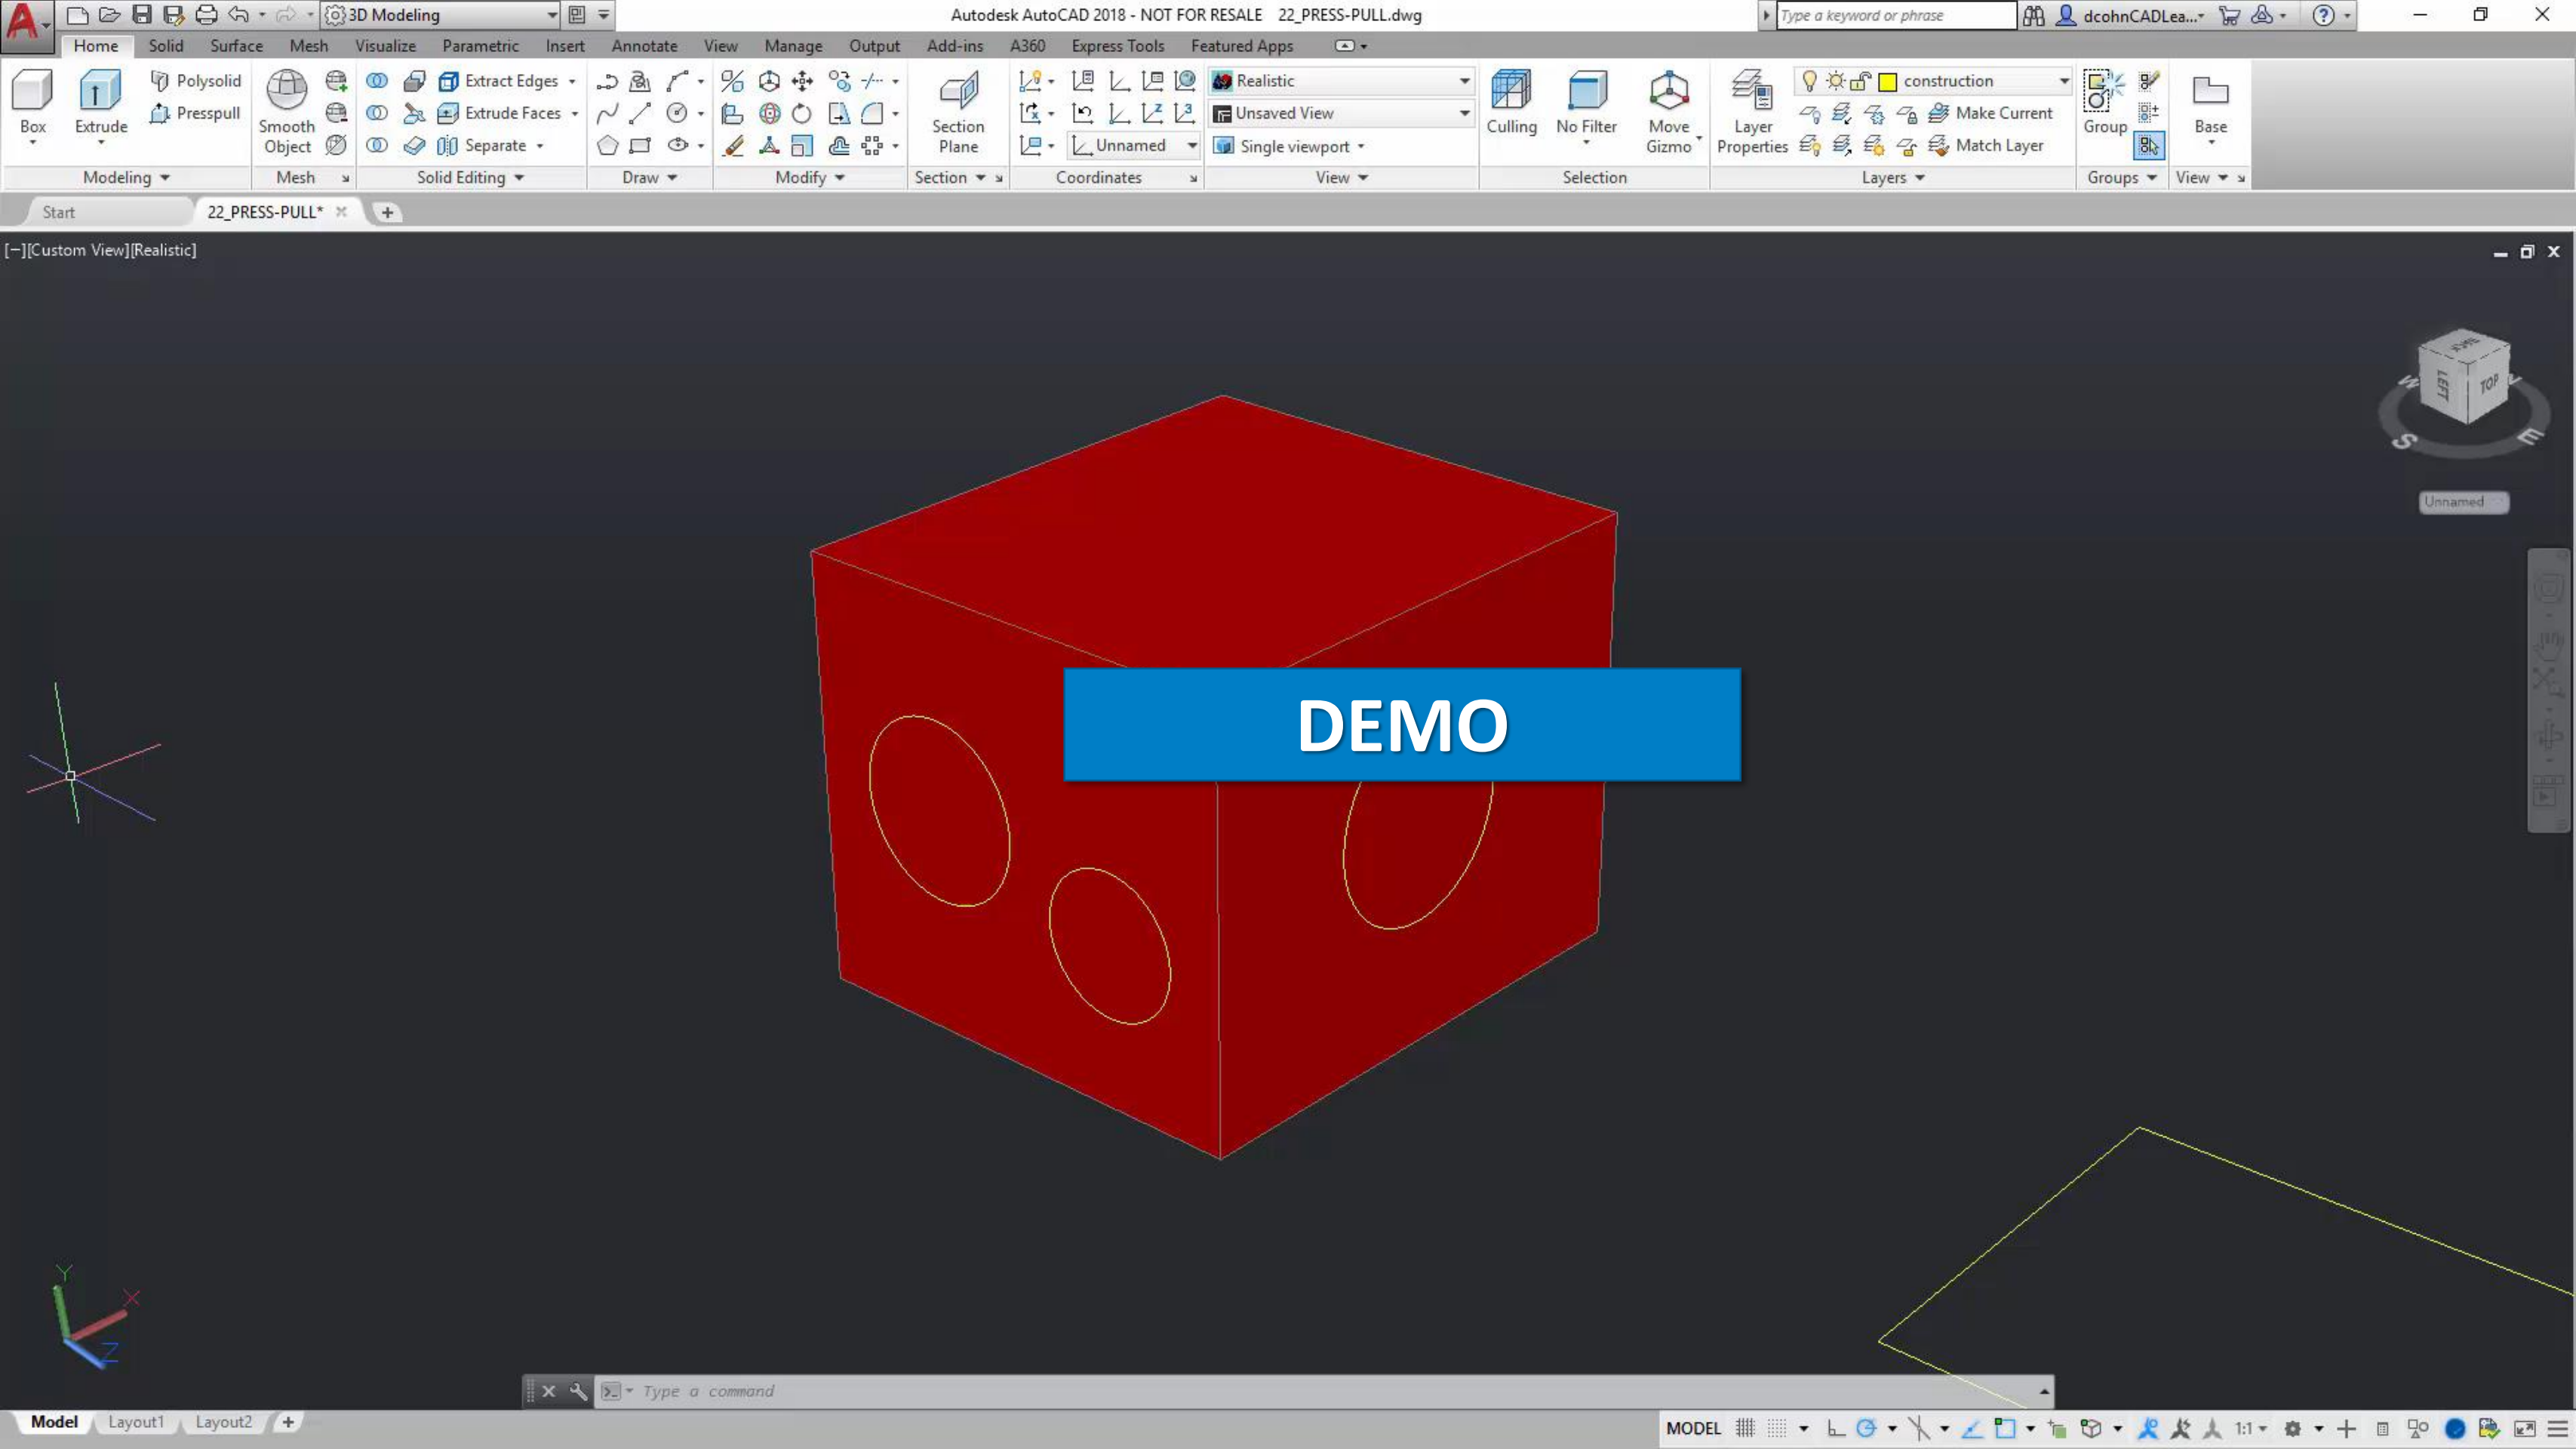 3D Modeling
Autodesk AutoCAD 2018 - NOT FOR RESALE 22_PRESS-PULL.dwg
Type a keyword or phrase
dcohnCADLea...
Home Solid Surface Mesh Visualize Parametric Insert Annotate View Manage Output Add-ins A360 Express Tools Featured Apps
Polysolid
Extract Edges
Realistic
construction
Presspull
Extrude Faces
Unsaved View
Make Current
Box
Extrude
Smooth
Object
Section
Plane
Culling
No Filter
Move
Gizmo
Layer
Properties
Group
Base
Separate
Unnamed
Single viewport
Match Layer
Modeling
Mesh
Solid Editing
Draw
Modify
Section
Coordinates
View
Selection
Layers
Groups
View
Start
22_PRESS-PULL*
[−][Custom View][Realistic]
LEFT
TOP
S
E
Unnamed
DEMO
Y
X
Z
Type a command
Model Layout1 Layout2
MODEL
1:1